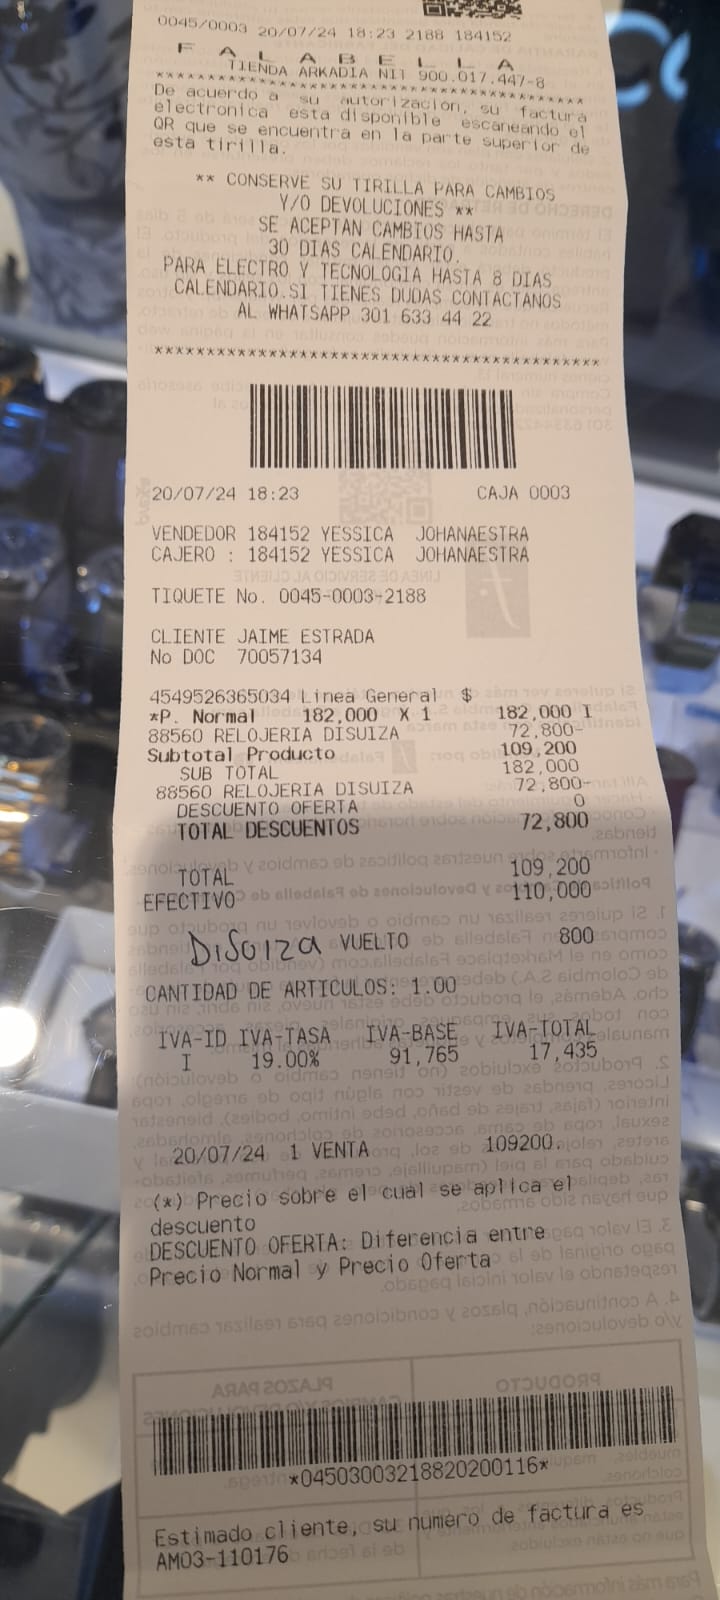 0045/0003 20/07/24 18:23 2188 184152
F A L A B E L L A
TIENDA ARKADIA NIT 900.017.447-8
**************************************************
De acuerdo a su autorizacion, su factura
electronica esta disponible escaneando el
QR que se encuentra en la parte superior de
esta tirilla.
** CONSERVE SU TIRILLA PARA CAMBIOS
Y/O DEVOLUCIONES **
SE ACEPTAN CAMBIOS HASTA
30 DIAS CALENDARIO.
PARA ELECTRO Y TECNOLOGIA HASTA 8 DIAS
CALENDARIO.SI TIENES DUDAS CONTACTANOS
AL WHATSAPP 301 633 44 22
**************************************************
20/07/24 18:23 CAJA 0003
VENDEDOR 184152 YESSICA JOHANAESTRA
CAJERO : 184152 YESSICA JOHANAESTRA
TIQUETE No. 0045-0003-2188
CLIENTE JAIME ESTRADA
No DOC 70057134
4549526365034 Linea General $
*P. Normal 182,000 X 1 182,000 I
88560 RELOJERIA DISUIZA 72,800-
Subtotal Producto 109,200
SUB TOTAL 182,000
88560 RELOJERIA DISUIZA 72,800-
DESCUENTO OFERTA 0
TOTAL DESCUENTOS 72,800
TOTAL 109,200
EFECTIVO 110,000
DiSuiza VUELTO 800
CANTIDAD DE ARTICULOS: 1.00
IVA-ID IVA-TASA IVA-BASE IVA-TOTAL
I 19.00% 91,765 17,435
20/07/24 1 VENTA 109200.
(*) Precio sobre el cual se aplica el
descuento
DESCUENTO OFERTA: Diferencia entre
Precio Normal y Precio Oferta
*04503003218820200116*
Estimado cliente, su numero de factura es
AM03-110176